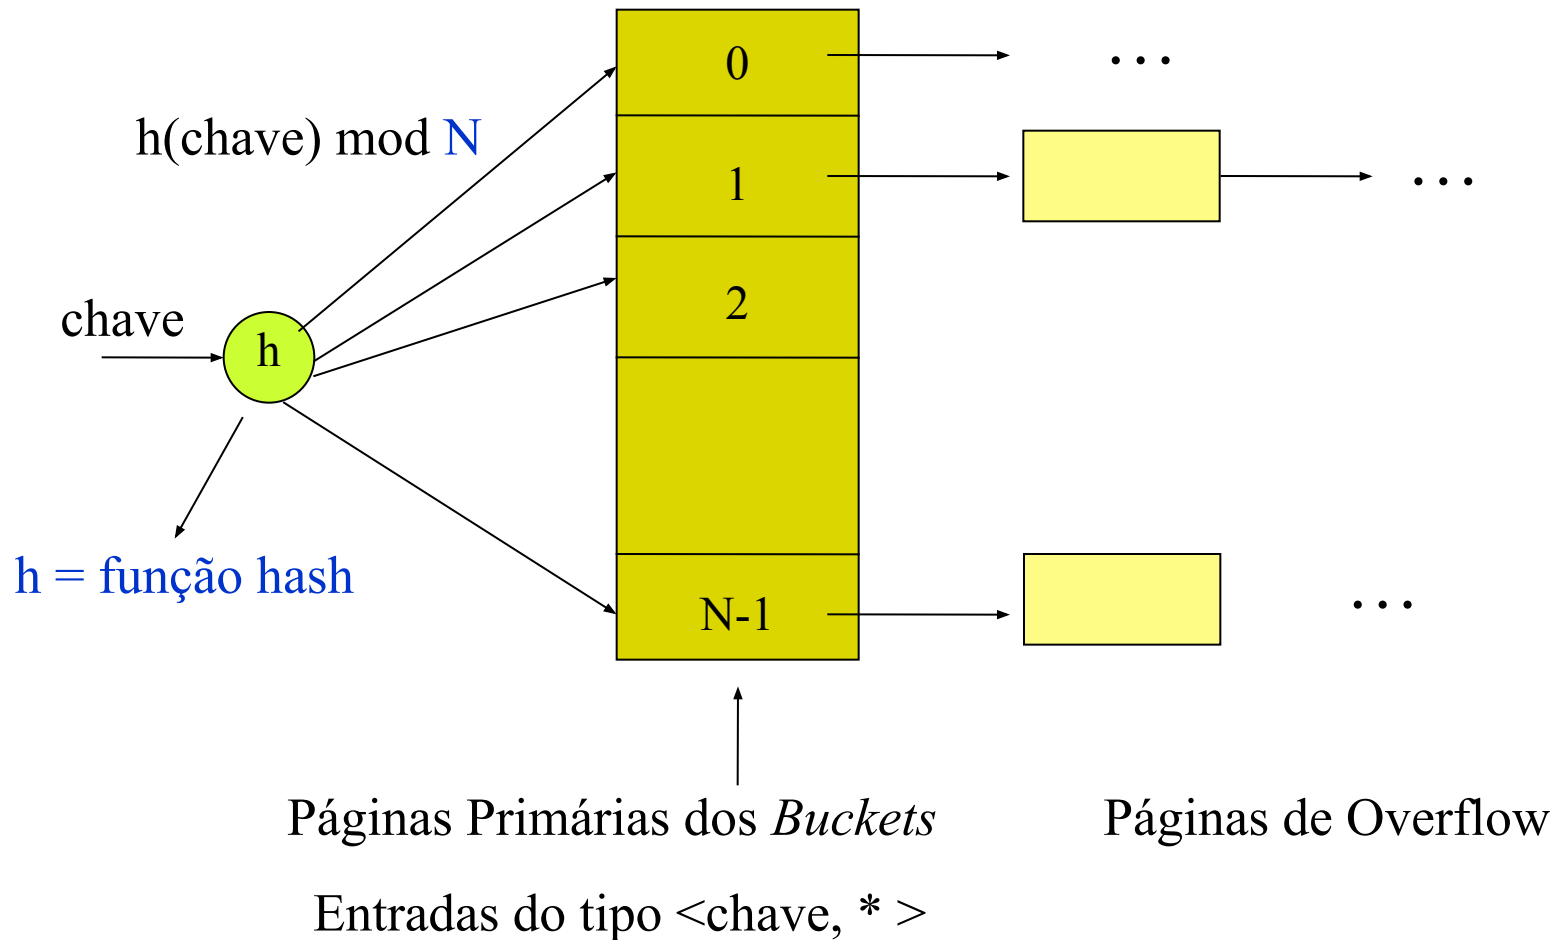 0
...
h(chave) mod N
1
...
2
chave
h
h = função hash
N-1
...
Páginas Primárias dos Buckets
Páginas de Overflow
Entradas do tipo <chave, * >